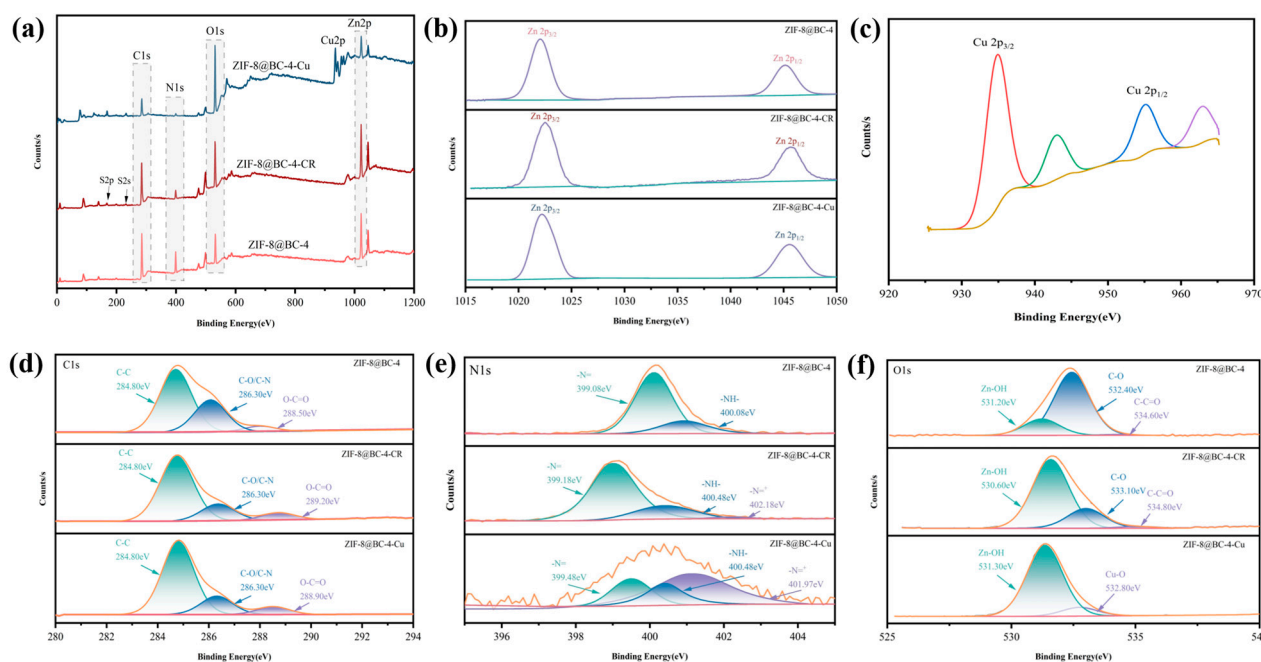 (a)
C1s
N1s
O1s
Cu2p
Zn2p
ZIF-8@BC-4-Cu
S2p
S2s
ZIF-8@BC-4-CR
ZIF-8@BC-4
Counts/s
0 200 400 600 800 1000 1200
Binding Energy(eV)
(b)
ZIF-8@BC-4
Zn 2p3/2
Zn 2p1/2
ZIF-8@BC-4-CR
Zn 2p3/2
Zn 2p1/2
ZIF-8@BC-4-Cu
Zn 2p3/2
Zn 2p1/2
Counts/s
1015 1020 1025 1030 1035 1040 1045 1050
Binding Energy(eV)
(c)
Cu 2p3/2
Cu 2p1/2
Counts/s
920 930 940 950 960 970
Binding Energy(eV)
(d)
C1s
ZIF-8@BC-4
C-C
284.80eV
C-O/C-N
286.30eV
O-C=O
288.50eV
ZIF-8@BC-4-CR
C-C
284.80eV
C-O/C-N
286.30eV
O-C=O
289.20eV
ZIF-8@BC-4-Cu
C-C
284.80eV
C-O/C-N
286.30eV
O-C=O
288.90eV
Counts/s
280 282 284 286 288 290 292 294
Binding Energy(eV)
(e)
N1s
ZIF-8@BC-4
-N=
399.08eV
-NH-
400.08eV
ZIF-8@BC-4-CR
-N=
399.18eV
-NH-
400.48eV
-N=+
402.18eV
ZIF-8@BC-4-Cu
-N=
399.48eV
-NH-
400.48eV
-N=+
401.97eV
Counts/s
396 398 400 402 404
Binding Energy(eV)
(f)
O1s
ZIF-8@BC-4
Zn-OH
531.20eV
C-O
532.40eV
C-C=O
534.60eV
ZIF-8@BC-4-CR
Zn-OH
530.60eV
C-O
533.10eV
C-C=O
534.80eV
ZIF-8@BC-4-Cu
Zn-OH
531.30eV
Cu-O
532.80eV
Counts/s
525 530 535 54
Binding Energy(eV)